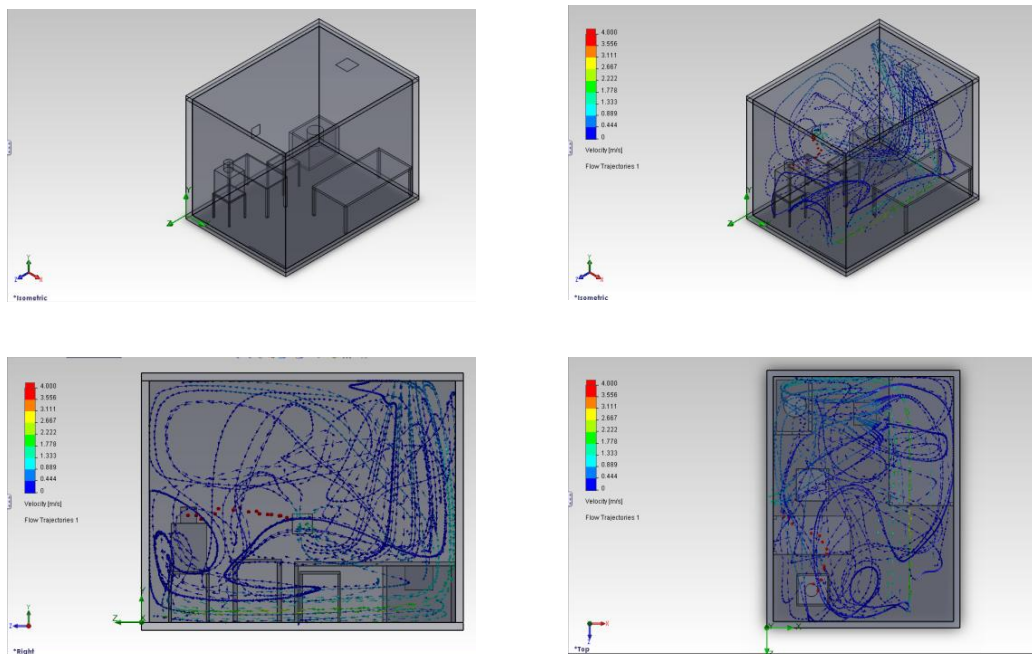 Y
Z
Y
Z
X
*Isometric
4.000
3.556
3.111
2.667
2.222
1.778
1.333
0.889
0.444
0
Velocity [m/s]
Flow Trajectories 1
Y
Z
Y
Z
X
*Isometric
4.000
3.556
3.111
2.667
2.222
1.778
1.333
0.889
0.444
0
Velocity [m/s]
Flow Trajectories 1
Y
Z
X
Y
Z
*Right
4.000
3.556
3.111
2.667
2.222
1.778
1.333
0.889
0.444
0
Velocity [m/s]
Flow Trajectories 1
Y
X
Z
X
Z
*Top